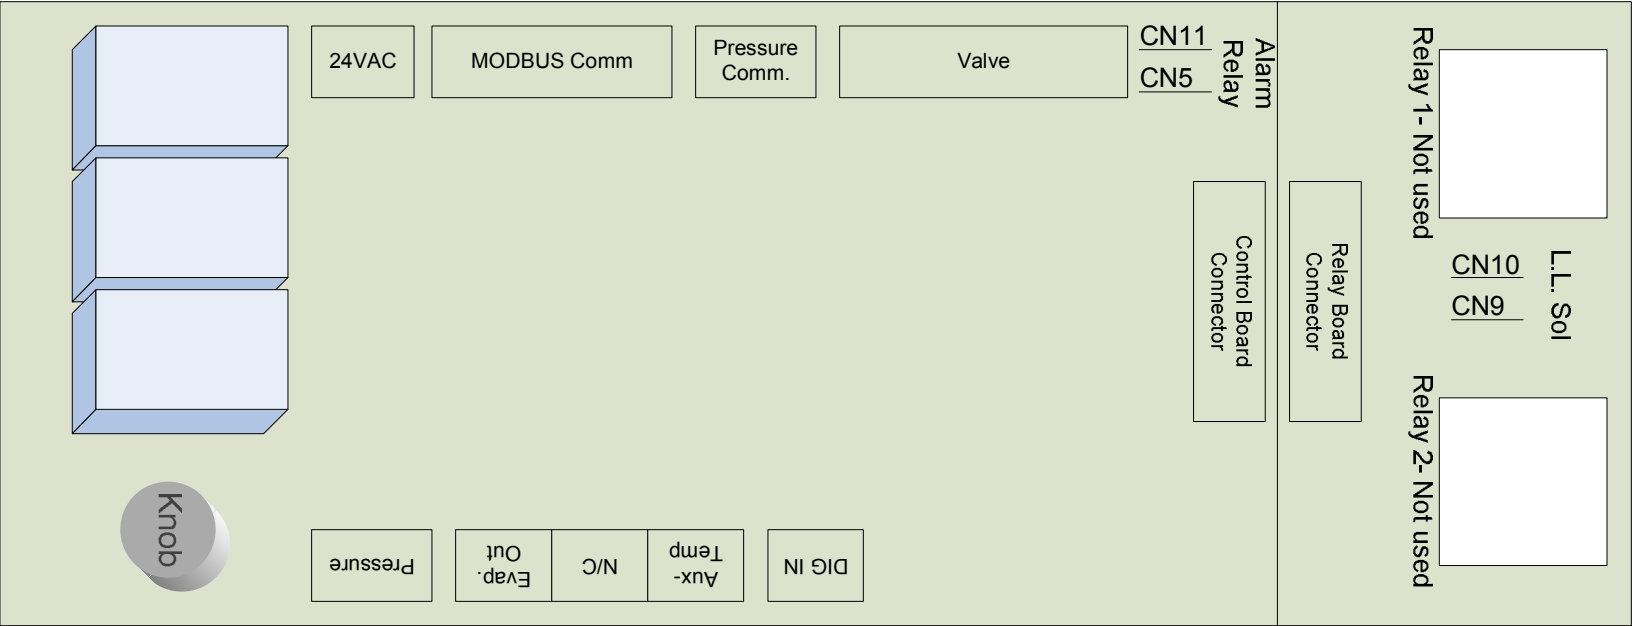 24VAC
MODBUS Comm
Pressure
Comm.
Valve
CN11
CN5
Alarm
Relay
Relay 1- Not used
Control Board
Connector
Relay Board
Connector
CN10
CN9
L.L. Sol
Relay 2- Not used
Knob
Pressure
Evap.
Out
N/C
Aux-
Temp
DIG IN